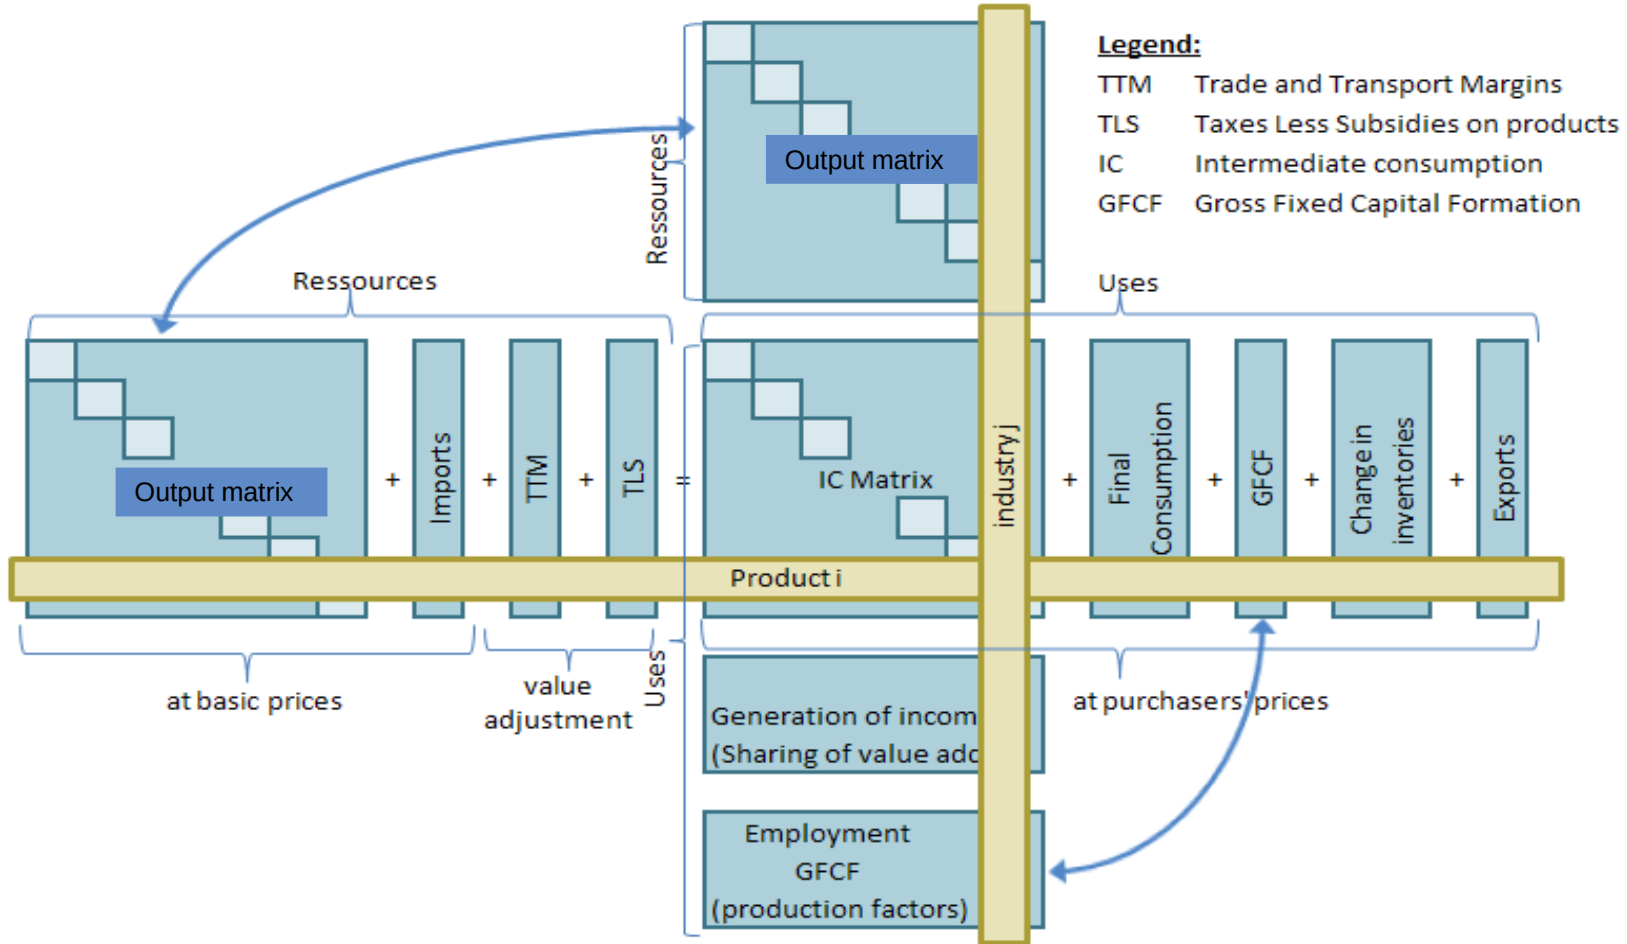 Legend:
TTM Trade and Transport Margins
TLS Taxes Less Subsidies on products
IC Intermediate consumption
GFCF Gross Fixed Capital Formation
Output matrix
Ressources
Ressources
Uses
Output matrix
+
Imports
+
TTM
+
TLS
=
IC Matrix
industry j
+
Final
Consumption
+
GFCF
+
Change in
inventories
+
Exports
Product i
at basic prices
value
adjustment
Uses
at purchasers' prices
Generation of incom
(Sharing of value add
Employment
GFCF
(production factors)